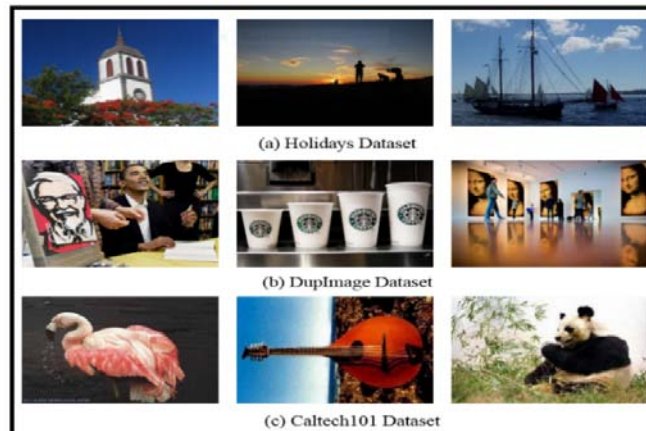 (a) Holidays Dataset
(b) DupImage Dataset
(c) Caltech101 Dataset